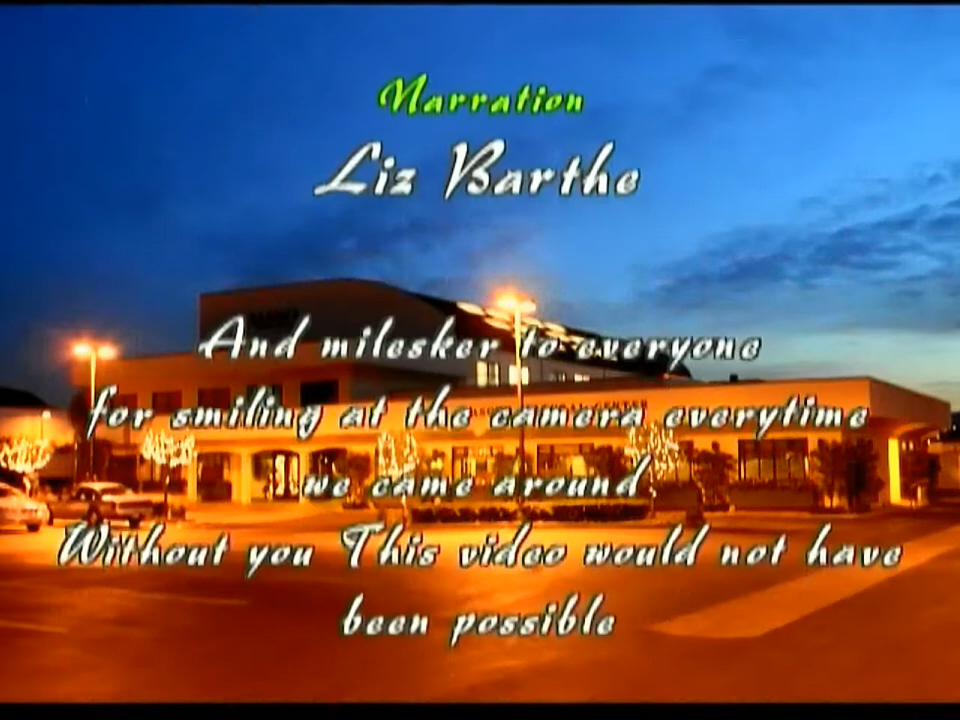 Narration
Liz Barthe
And milesker to everyone
for smiling at the camera everytime
we came around
Without you This video would not have
been possible